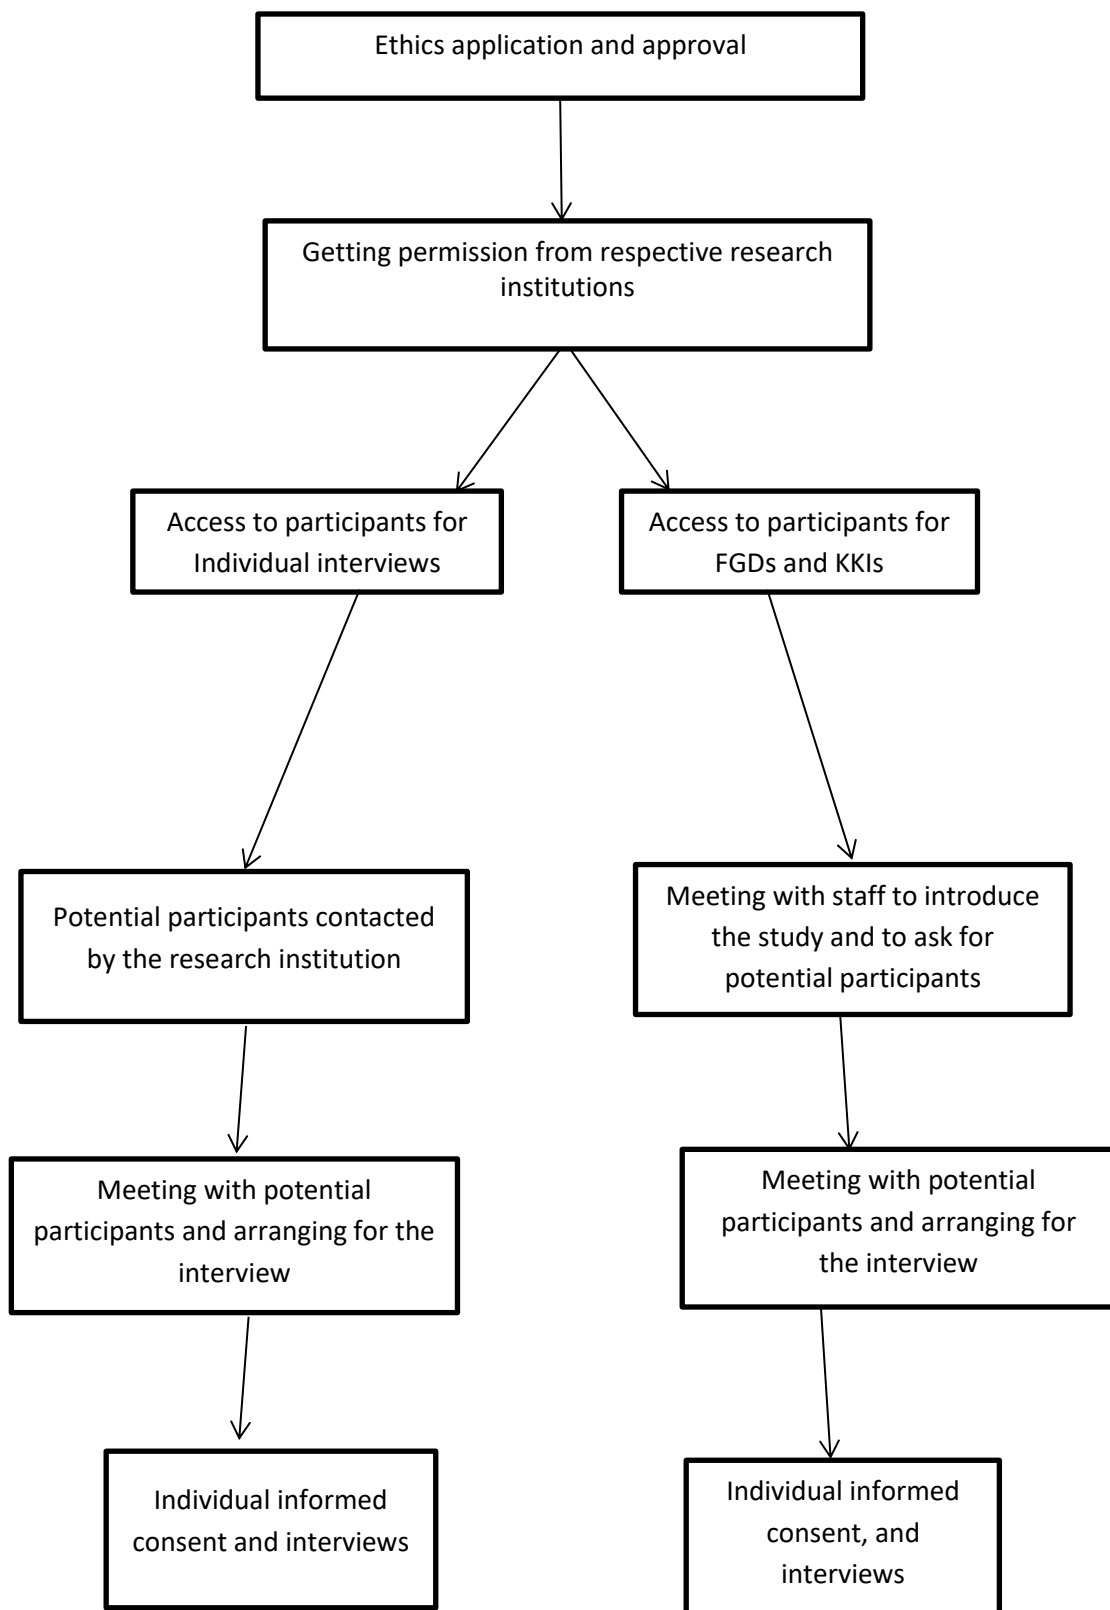 Ethics application and approval
Getting permission from respective research
institutions
Access to participants for
Individual interviews
Access to participants for
FGDs and KKIs
Potential participants contacted
by the research institution
Meeting with staff to introduce
the study and to ask for
potential participants
Meeting with potential
participants and arranging for the
interview
Meeting with potential
participants and arranging for
the interview
Individual informed
consent and interviews
Individual informed
consent, and
interviews